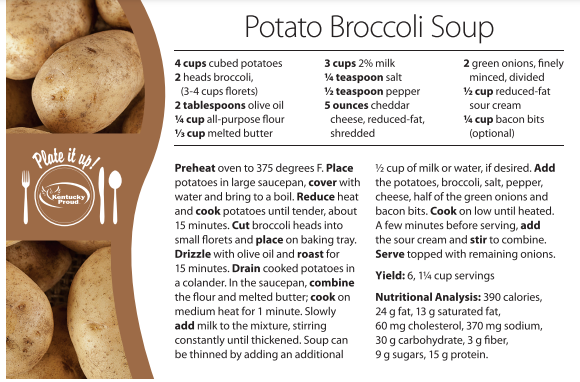 Potato Broccoli Soup
4 cups cubed potatoes
2 heads broccoli,
(3-4 cups florets)
2 tablespoons olive oil
¼ cup all-purpose flour
⅓ cup melted butter
3 cups 2% milk
¼ teaspoon salt
½ teaspoon pepper
5 ounces cheddar
cheese, reduced-fat,
shredded
2 green onions, finely
minced, divided
½ cup reduced-fat
sour cream
¼ cup bacon bits
(optional)
Plate it up!
Kentucky
Proud
Preheat oven to 375 degrees F. Place
potatoes in large saucepan, cover with
water and bring to a boil. Reduce heat
and cook potatoes until tender, about
15 minutes. Cut broccoli heads into
small florets and place on baking tray.
Drizzle with olive oil and roast for
15 minutes. Drain cooked potatoes in
a colander. In the saucepan, combine
the flour and melted butter; cook on
medium heat for 1 minute. Slowly
add milk to the mixture, stirring
constantly until thickened. Soup can
be thinned by adding an additional
½ cup of milk or water, if desired. Add
the potatoes, broccoli, salt, pepper,
cheese, half of the green onions and
bacon bits. Cook on low until heated.
A few minutes before serving, add
the sour cream and stir to combine.
Serve topped with remaining onions.
Yield: 6, 1¼ cup servings
Nutritional Analysis: 390 calories,
24 g fat, 13 g saturated fat,
60 mg cholesterol, 370 mg sodium,
30 g carbohydrate, 3 g fiber,
9 g sugars, 15 g protein.